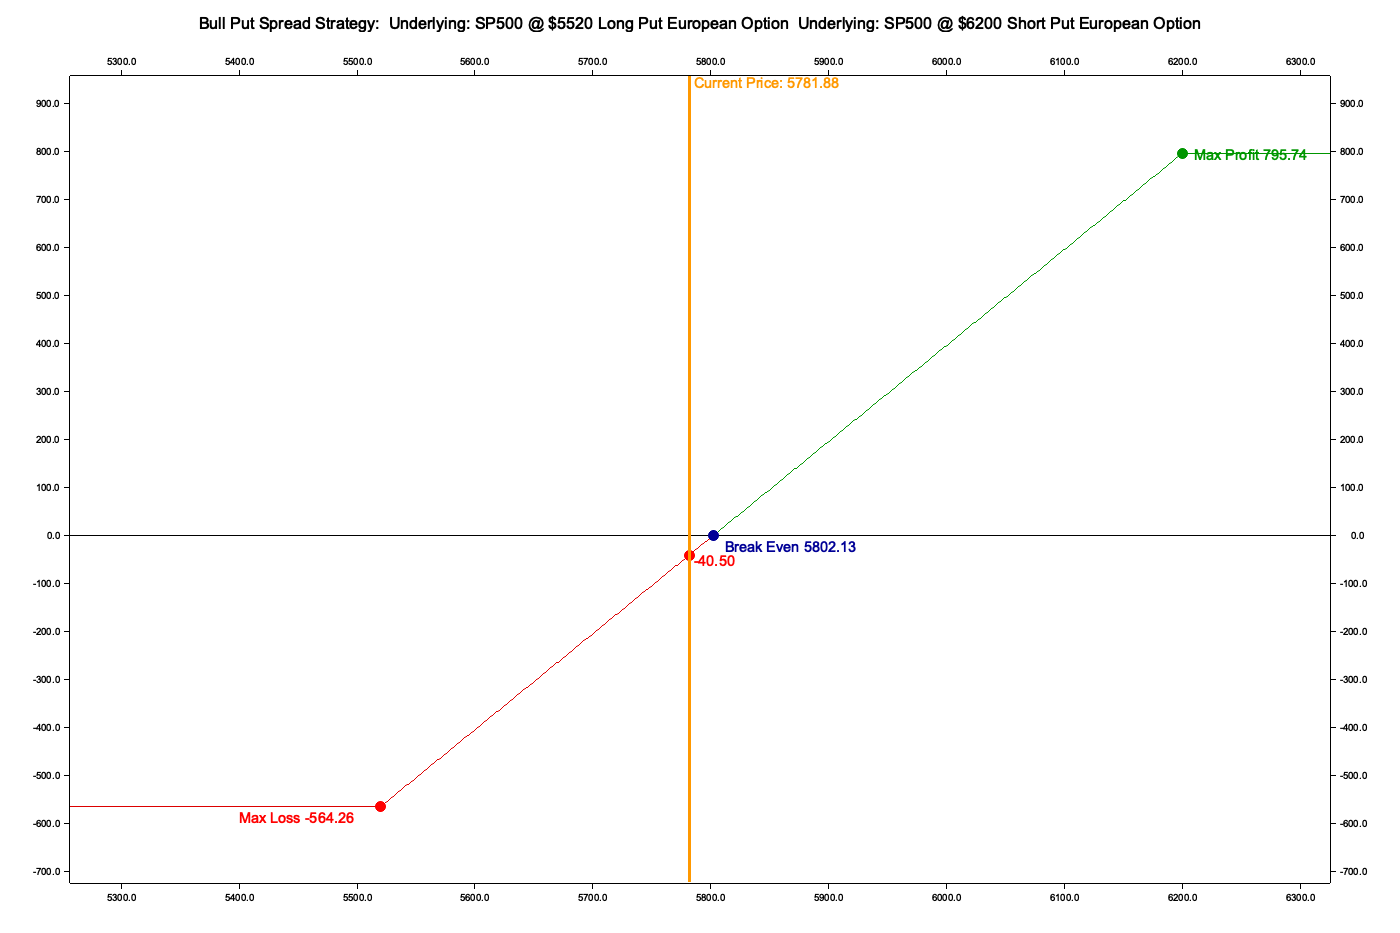 Bull Put Spread Strategy:  Underlying: SP500 @ $5520 Long Put European Option  Underlying: SP500 @ $6200 Short Put European Option
5300.0 5400.0 5500.0 5600.0 5700.0 5800.0 5900.0 6000.0 6100.0 6200.0 6300.0
Current Price: 5781.88
900.0 900.0
800.0 Max Profit 795.74 800.0
700.0 700.0
600.0 600.0
500.0 500.0
400.0 400.0
300.0 300.0
200.0 200.0
100.0 100.0
0.0 0.0
Break Even 5802.13
-40.50
-100.0 -100.0
-200.0 -200.0
-300.0 -300.0
-400.0 -400.0
-500.0 -500.0
Max Loss -564.26
-600.0 -600.0
-700.0 -700.0
5300.0 5400.0 5500.0 5600.0 5700.0 5800.0 5900.0 6000.0 6100.0 6200.0 6300.0